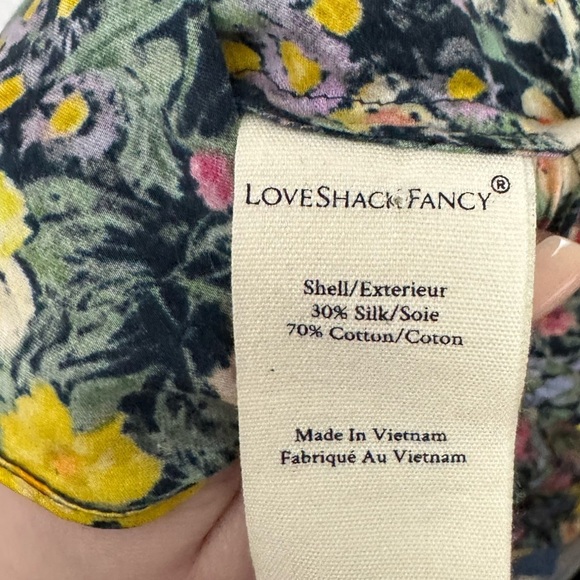 LOVESHACKFANCY®
Shell/Exterieur
30% Silk/Soie
70% Cotton/Coton
Made In Vietnam
Fabriqué Au Vietnam